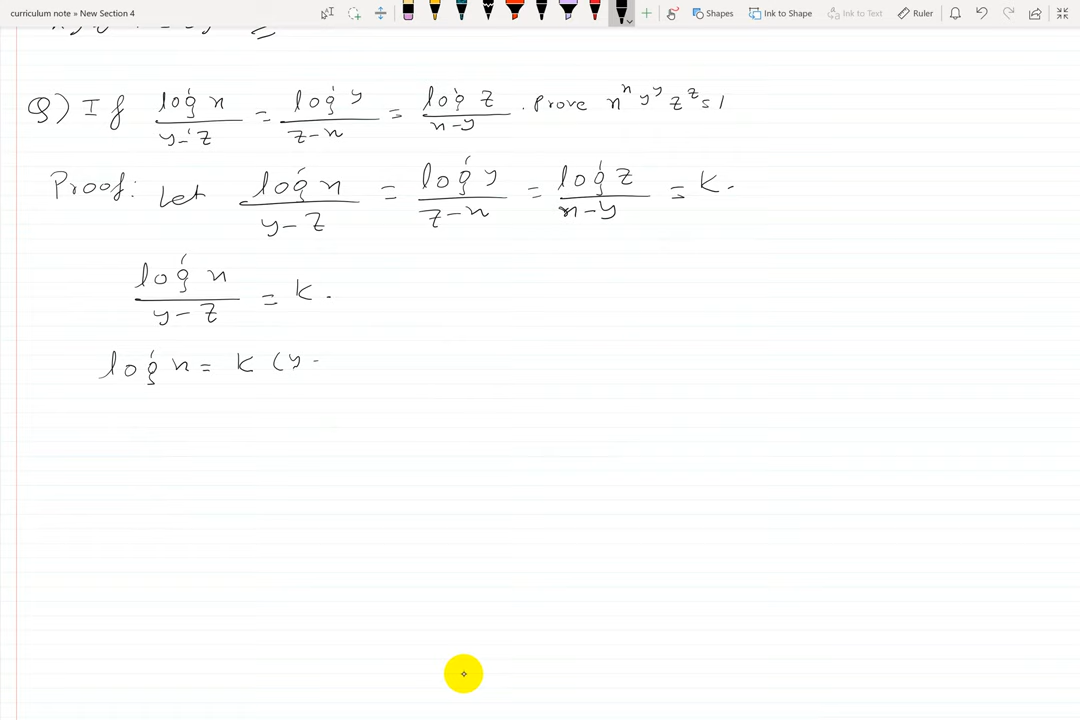 curriculum note » New Section 4
Shapes Ink to Shape Ink to Text Ruler
Q) If log x / y-z = log y / z-x = log z / x-y . Prove x^x y^y z^z = 1
Proof: Let log x / y-z = log y / z-x = log z / x-y = K.
log x / y-z = K.
log x = K (y-